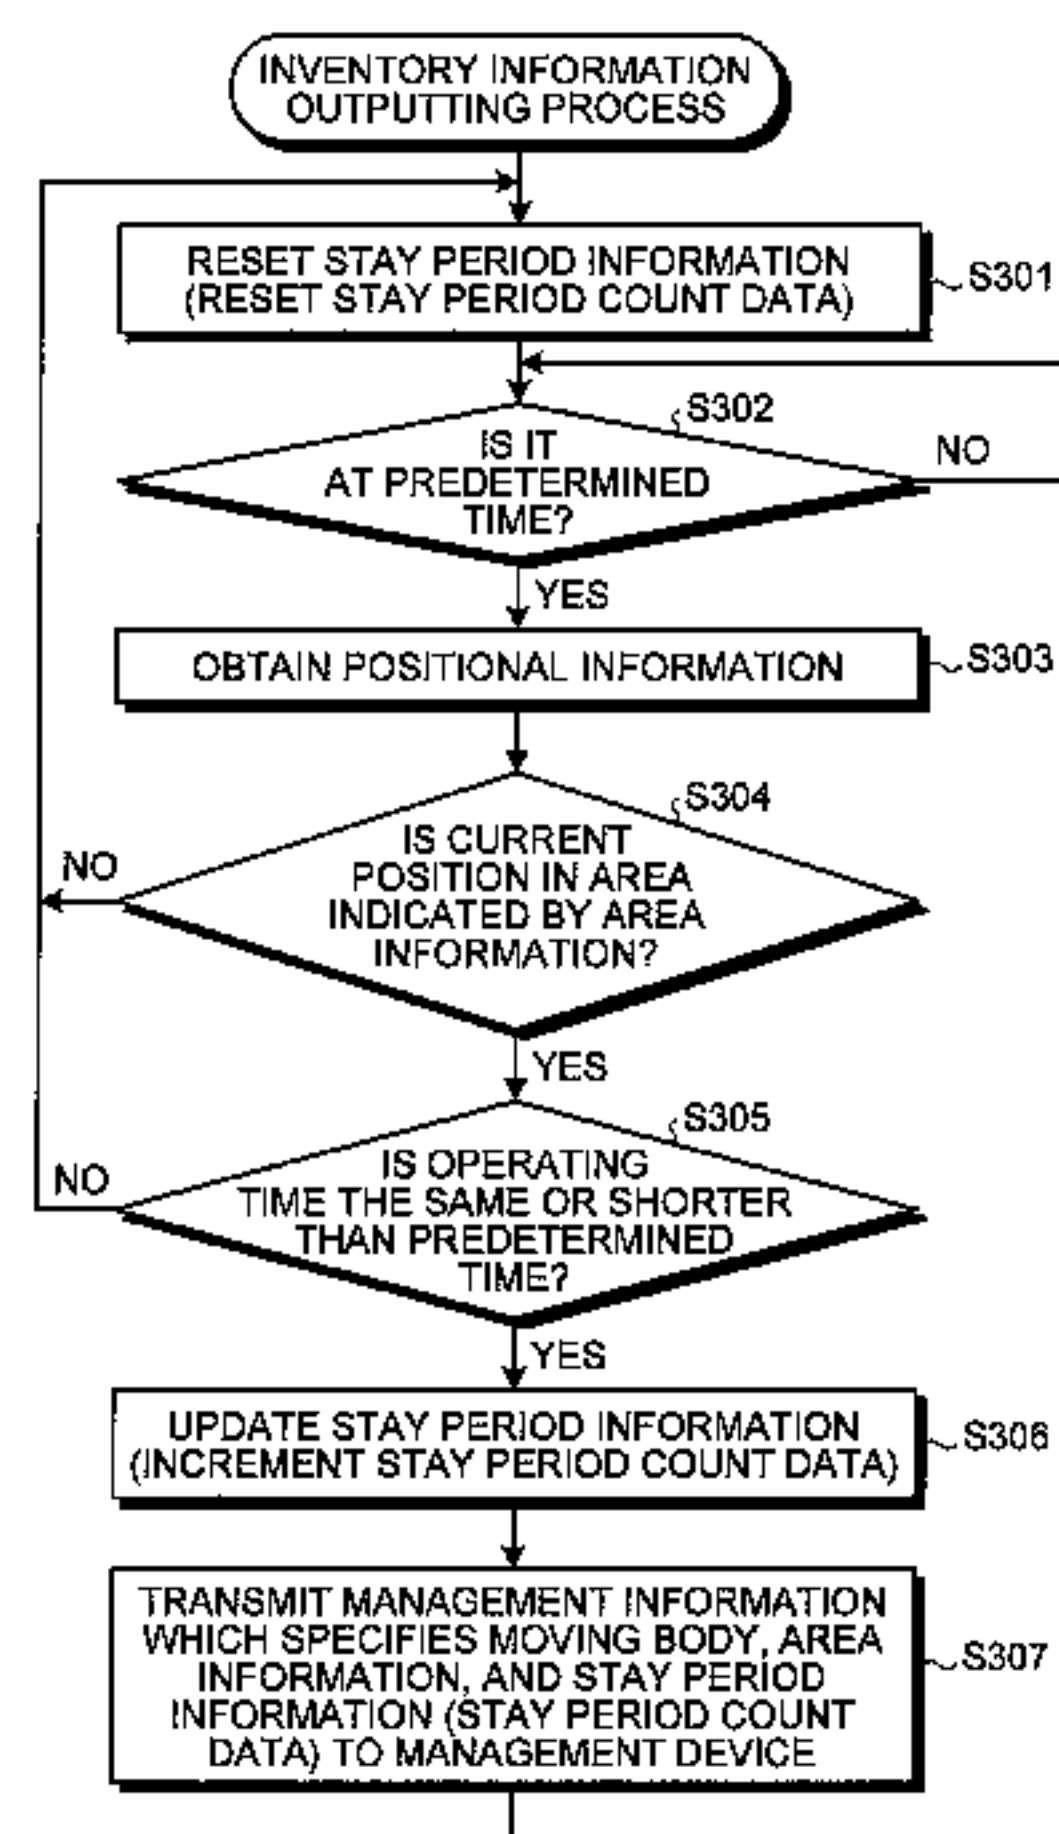 INVENTORY INFORMATION
OUTPUTTING PROCESS
RESET STAY PERIOD INFORMATION
(RESET STAY PERIOD COUNT DATA)
S301
S302
IS IT
AT PREDETERMINED
TIME?
NO
YES
OBTAIN POSITIONAL INFORMATION
S303
S304
IS CURRENT
POSITION IN AREA
INDICATED BY AREA
INFORMATION?
NO
YES
S305
IS OPERATING
TIME THE SAME OR SHORTER
THAN PREDETERMINED
TIME?
NO
YES
UPDATE STAY PERIOD INFORMATION
(INCREMENT STAY PERIOD COUNT DATA)
S306
TRANSMIT MANAGEMENT INFORMATION
WHICH SPECIFIES MOVING BODY, AREA
INFORMATION, AND STAY PERIOD
INFORMATION (STAY PERIOD COUNT
DATA) TO MANAGEMENT DEVICE
S307